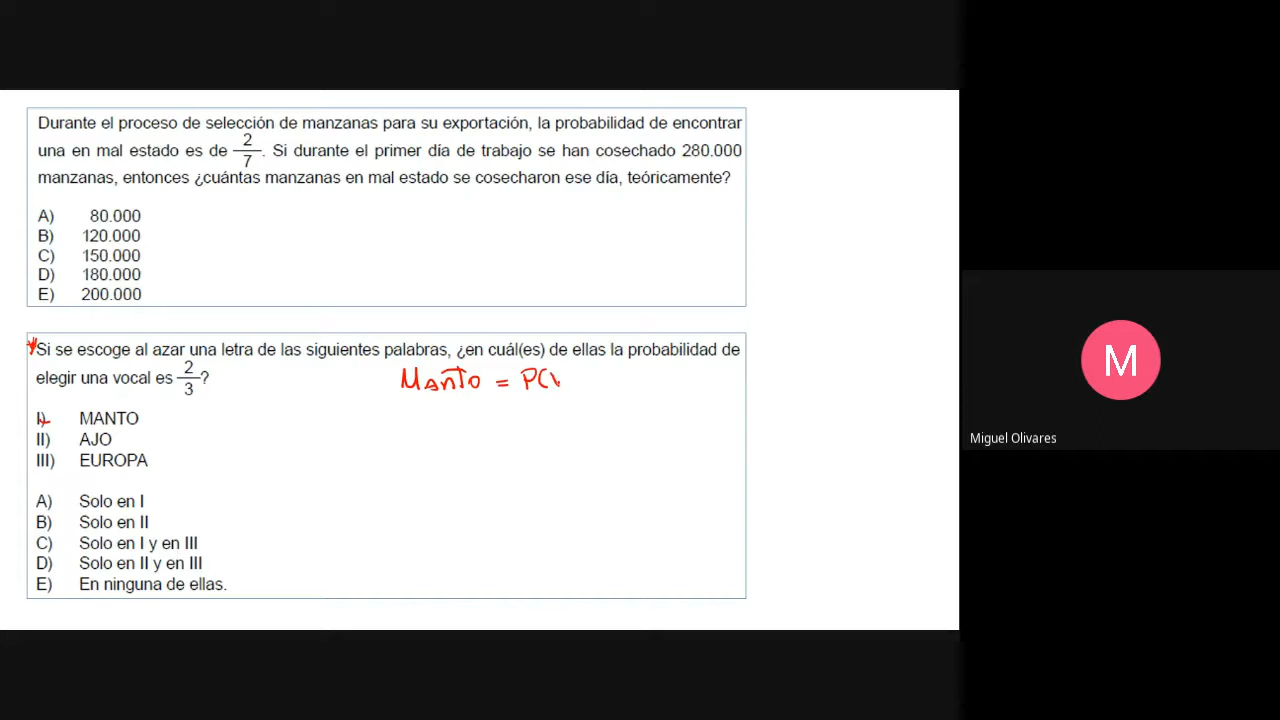 Durante el proceso de selección de manzanas para su exportación, la probabilidad de encontrar
una en mal estado es de 2/7. Si durante el primer día de trabajo se han cosechado 280.000
manzanas, entonces ¿cuántas manzanas en mal estado se cosecharon ese día, teóricamente?
A) 80.000
B) 120.000
C) 150.000
D) 180.000
E) 200.000
Si se escoge al azar una letra de las siguientes palabras, ¿en cuál(es) de ellas la probabilidad de
elegir una vocal es 2/3?
Manto = P(
I) MANTO
II) AJO
III) EUROPA
A) Solo en I
B) Solo en II
C) Solo en I y en III
D) Solo en II y en III
E) En ninguna de ellas.
M
Miguel Olivares